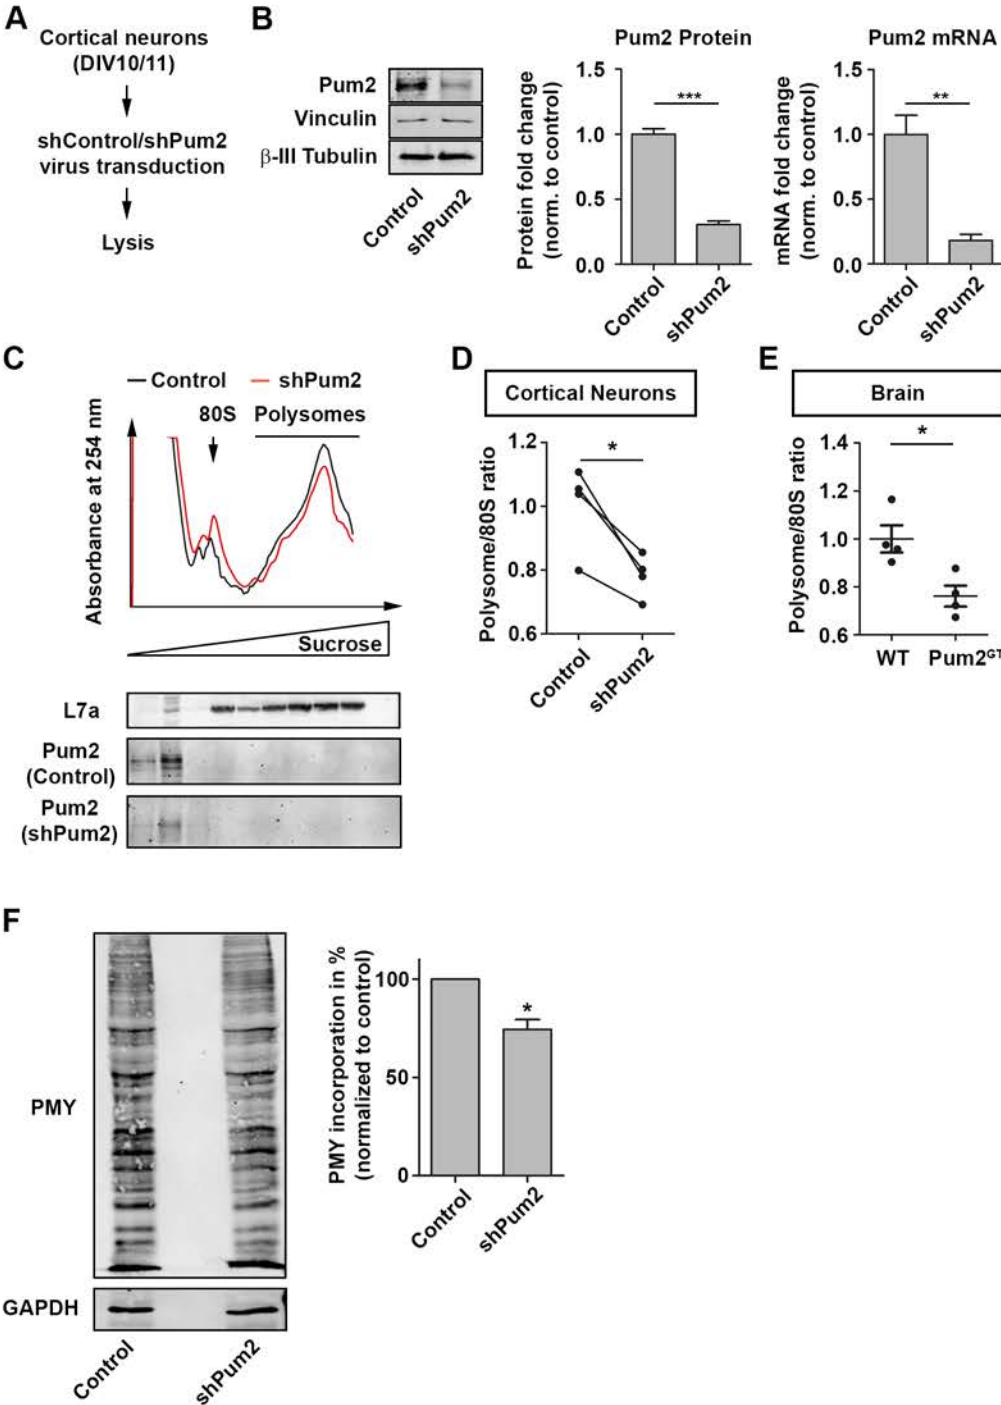 A
Cortical neurons
(DIV10/11)
shControl/shPum2
virus transduction
Lysis
B
Pum2
Vinculin
β-III Tubulin
Control
shPum2
Pum2 Protein
Protein fold change
(norm. to control)
1.5
1.0
0.5
0.0
***
Control
shPum2
Pum2 mRNA
mRNA fold change
(norm. to control)
1.5
1.0
0.5
0.0
**
Control
shPum2
C
Control
shPum2
80S
Polysomes
Absorbance at 254 nm
Sucrose
L7a
Pum2
(Control)
Pum2
(shPum2)
D
Cortical Neurons
Polysome/80S ratio
1.2
1.0
0.8
0.6
*
Control
shPum2
E
Brain
Polysome/80S ratio
1.4
1.2
1.0
0.8
0.6
*
WT
Pum2ᴳᵀ
F
PMY
GAPDH
Control
shPum2
PMY incorporation in %
(normalized to control)
100
50
0
*
Control
shPum2